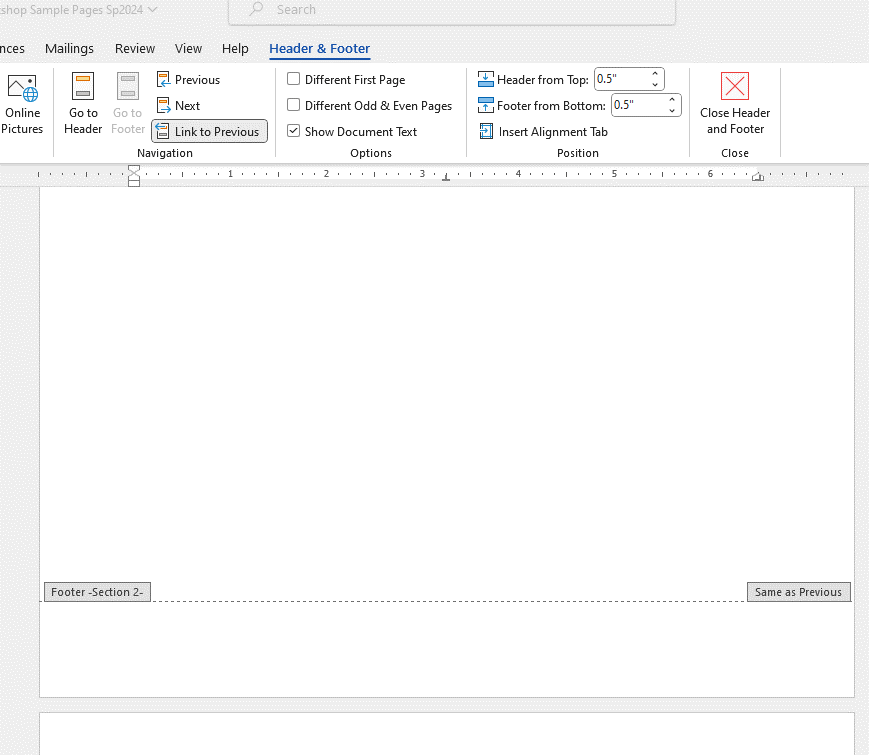 shop Sample Pages Sp2024
Search
nces Mailings Review View Help Header & Footer
Online Pictures
Go to Header
Go to Footer
Previous
Next
Link to Previous
Navigation
Different First Page
Different Odd & Even Pages
Show Document Text
Options
Header from Top: 0.5"
Footer from Bottom: 0.5"
Insert Alignment Tab
Position
Close Header and Footer
Close
1 2 3 4 5 6
Footer -Section 2-
Same as Previous